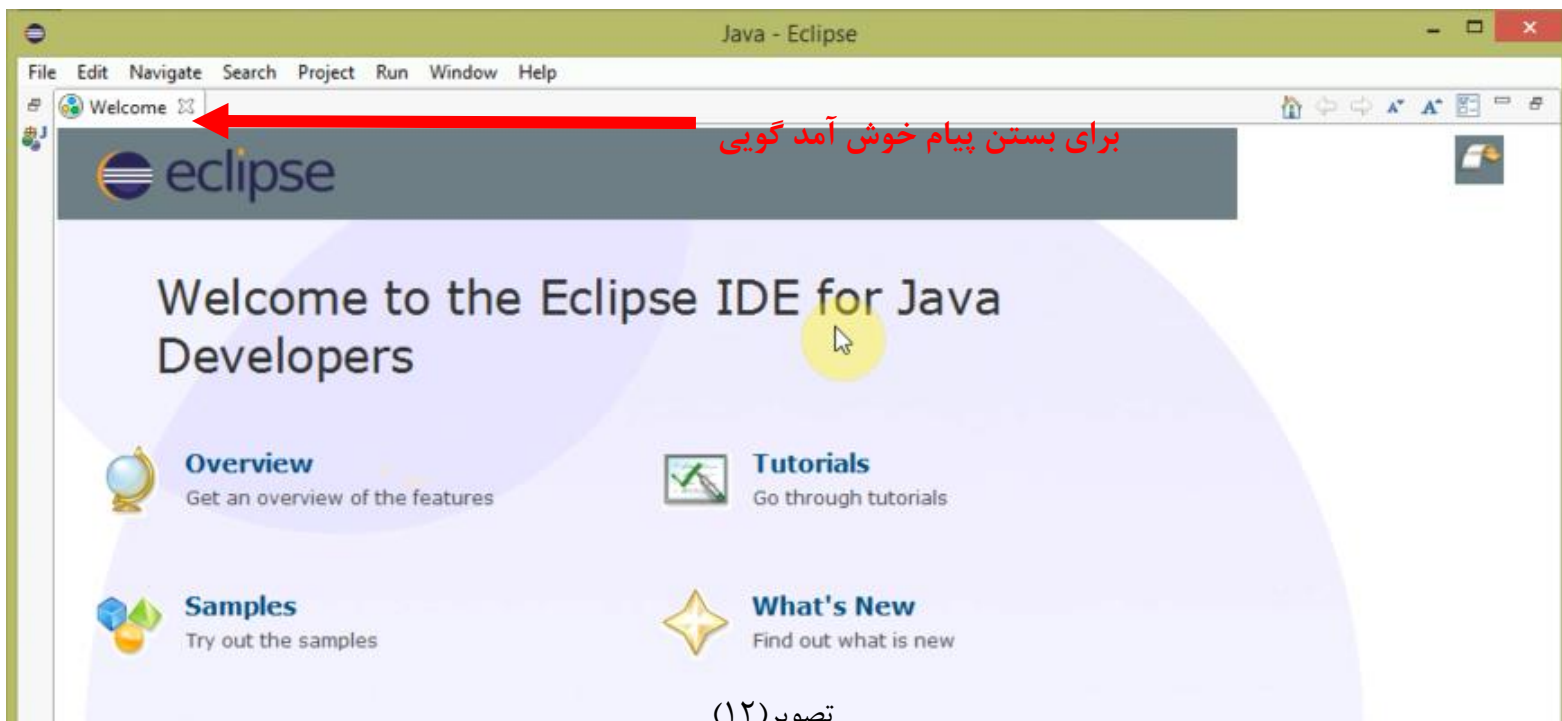 Java - Eclipse
File Edit Navigate Search Project Run Window Help
Welcome
برای بستن پیام خوش آمد گویی
eclipse
Welcome to the Eclipse IDE for Java
Developers
Overview
Get an overview of the features
Tutorials
Go through tutorials
Samples
Try out the samples
What's New
Find out what is new
تصویر(۱۲)